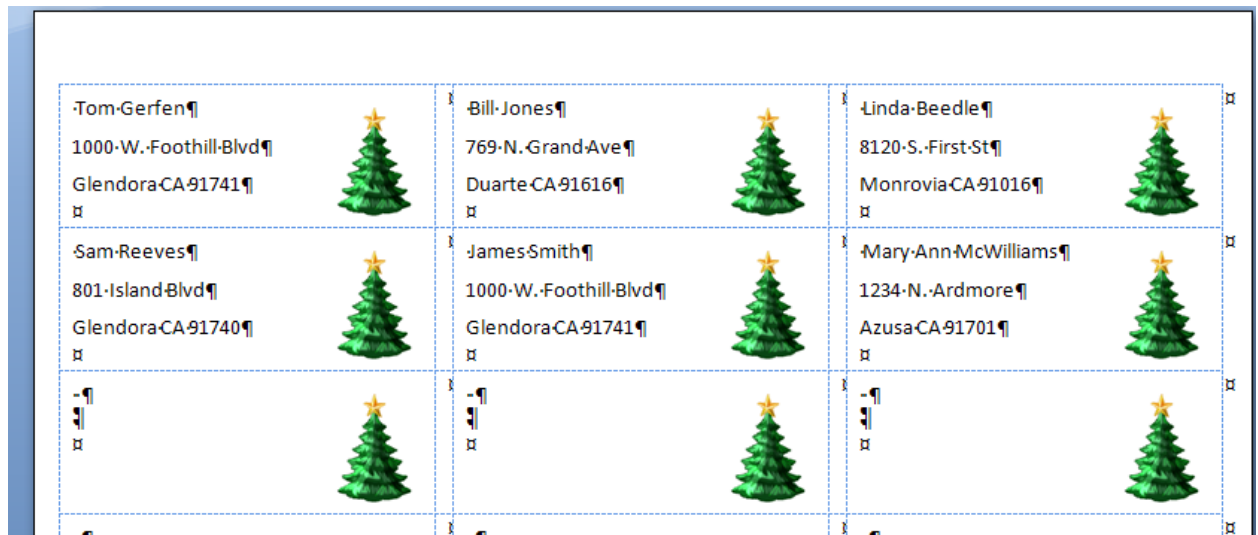 Tom Gerfen¶
1000 W. Foothill Blvd¶
Glendora CA 91741¶
¤
Bill Jones¶
769 N. Grand Ave¶
Duarte CA 91616¶
¤
Linda Beedle¶
8120 S. First St¶
Monrovia CA 91016¶
¤
Sam Reeves¶
801 Island Blvd¶
Glendora CA 91740¶
¤
James Smith¶
1000 W. Foothill Blvd¶
Glendora CA 91741¶
¤
Mary Ann McWilliams¶
1234 N. Ardmore¶
Azusa CA 91701¶
¤
-¶
¶
¤
-¶
¶
¤
-¶
¶
¤